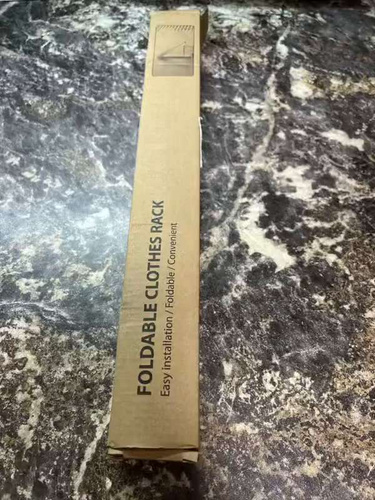 FOLDABLE CLOTHES RACK
Easy installation / Foldable / Convenient